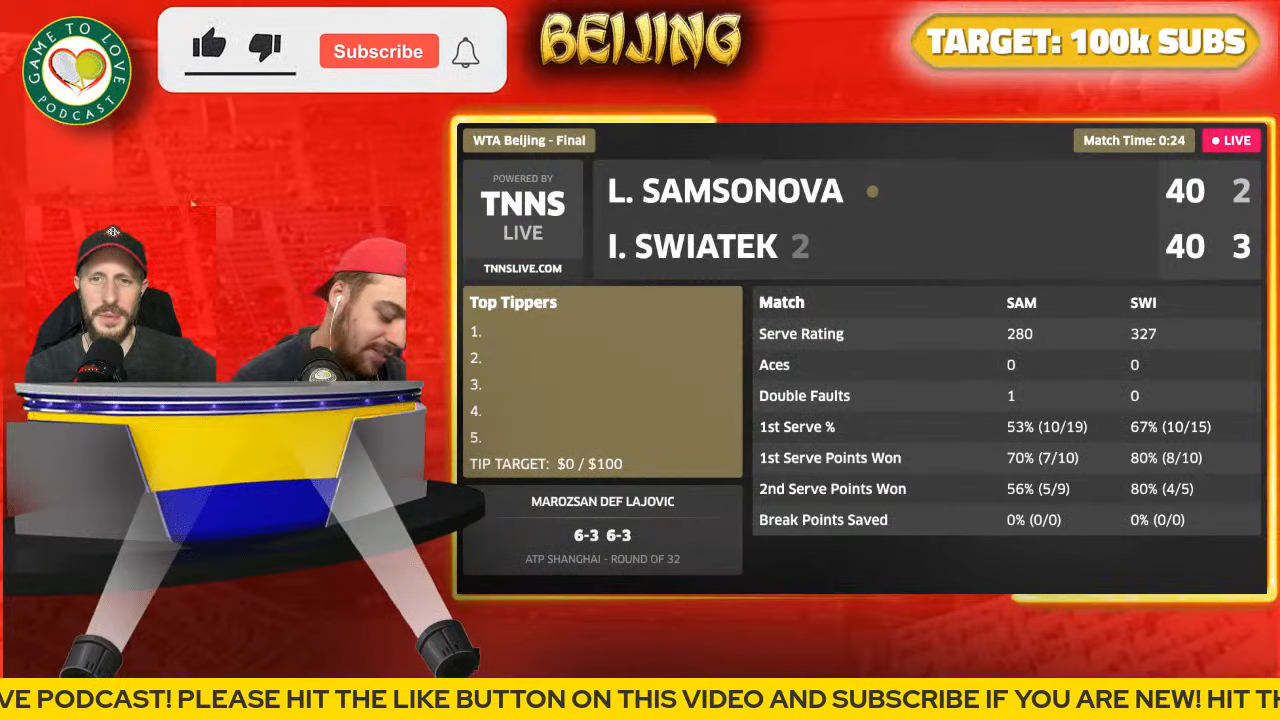 GAME TO LOVE
PODCAST
Subscribe
BEIJING
TARGET: 100k SUBS
WTA Beijing - Final
Match Time: 0:24
LIVE
POWERED BY
TNNS
LIVE
TNNSLIVE.COM
L. SAMSONOVA 40 2
I. SWIATEK 2 40 3
Top Tippers
1.
2.
3.
4.
5.
TIP TARGET: $0 / $100
MAROZSAN DEF LAJOVIC
6-3 6-3
ATP SHANGHAI - ROUND OF 32
Match SAM SWI
Serve Rating 280 327
Aces 0 0
Double Faults 1 0
1st Serve % 53% (10/19) 67% (10/15)
1st Serve Points Won 70% (7/10) 80% (8/10)
2nd Serve Points Won 56% (5/9) 80% (4/5)
Break Points Saved 0% (0/0) 0% (0/0)
VE PODCAST! PLEASE HIT THE LIKE BUTTON ON THIS VIDEO AND SUBSCRIBE IF YOU ARE NEW! HIT TH